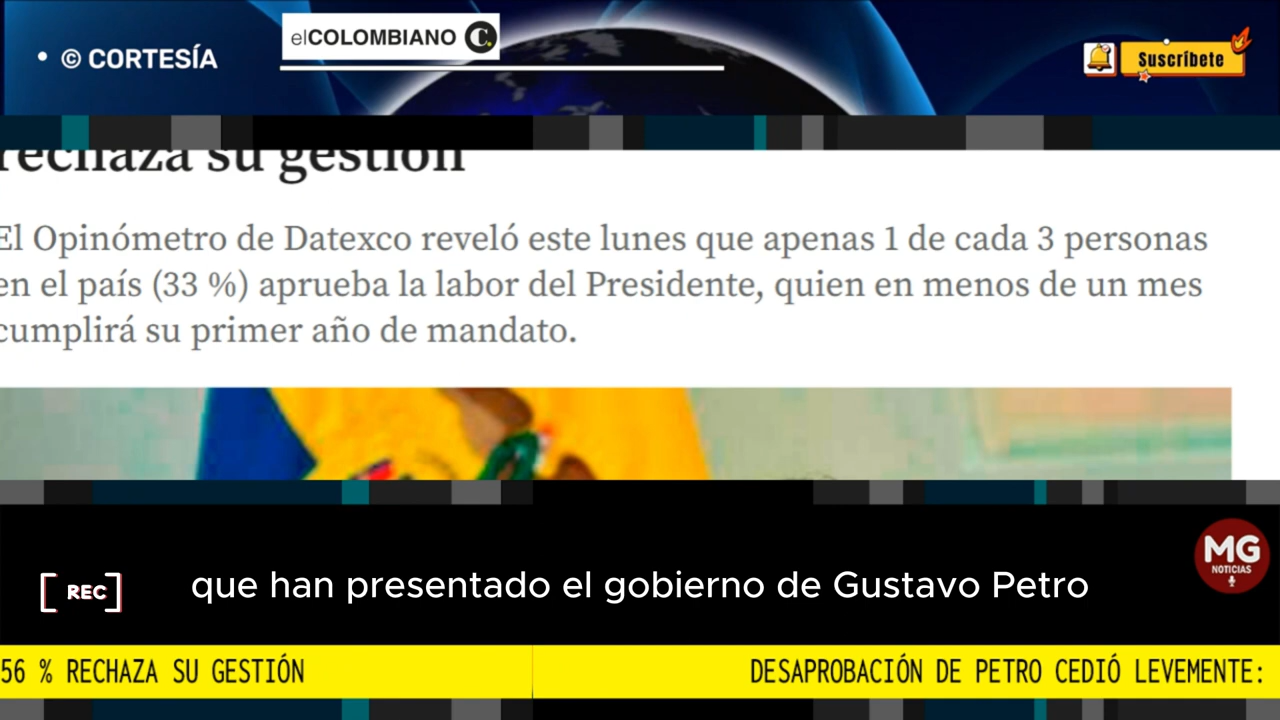 • © CORTESÍA
elCOLOMBIANO C.
Suscríbete
rechaza su gestión
El Opinómetro de Datexco reveló este lunes que apenas 1 de cada 3 personas
en el país (33 %) aprueba la labor del Presidente, quien en menos de un mes
cumplirá su primer año de mandato.
[REC]
que han presentado el gobierno de Gustavo Petro
MG
NOTICIAS
56 % RECHAZA SU GESTIÓN
DESAPROBACIÓN DE PETRO CEDIÓ LEVEMENTE: